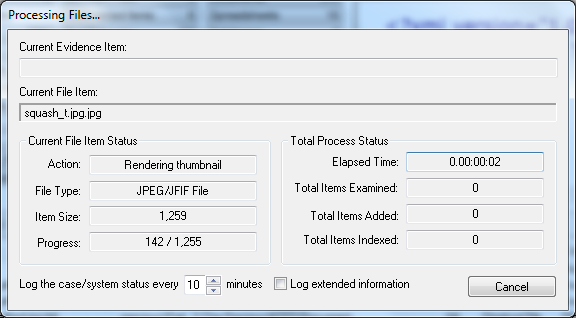 Processing Files...
Current Evidence Item:
Current File Item:
squash_t.jpg.jpg
Current File Item Status
Action: Rendering thumbnail
File Type: JPEG/JFIF File
Item Size: 1,259
Progress: 142 / 1,255
Total Process Status
Elapsed Time: 0.00:00:02
Total Items Examined: 0
Total Items Added: 0
Total Items Indexed: 0
Log the case/system status every 10 minutes Log extended information Cancel